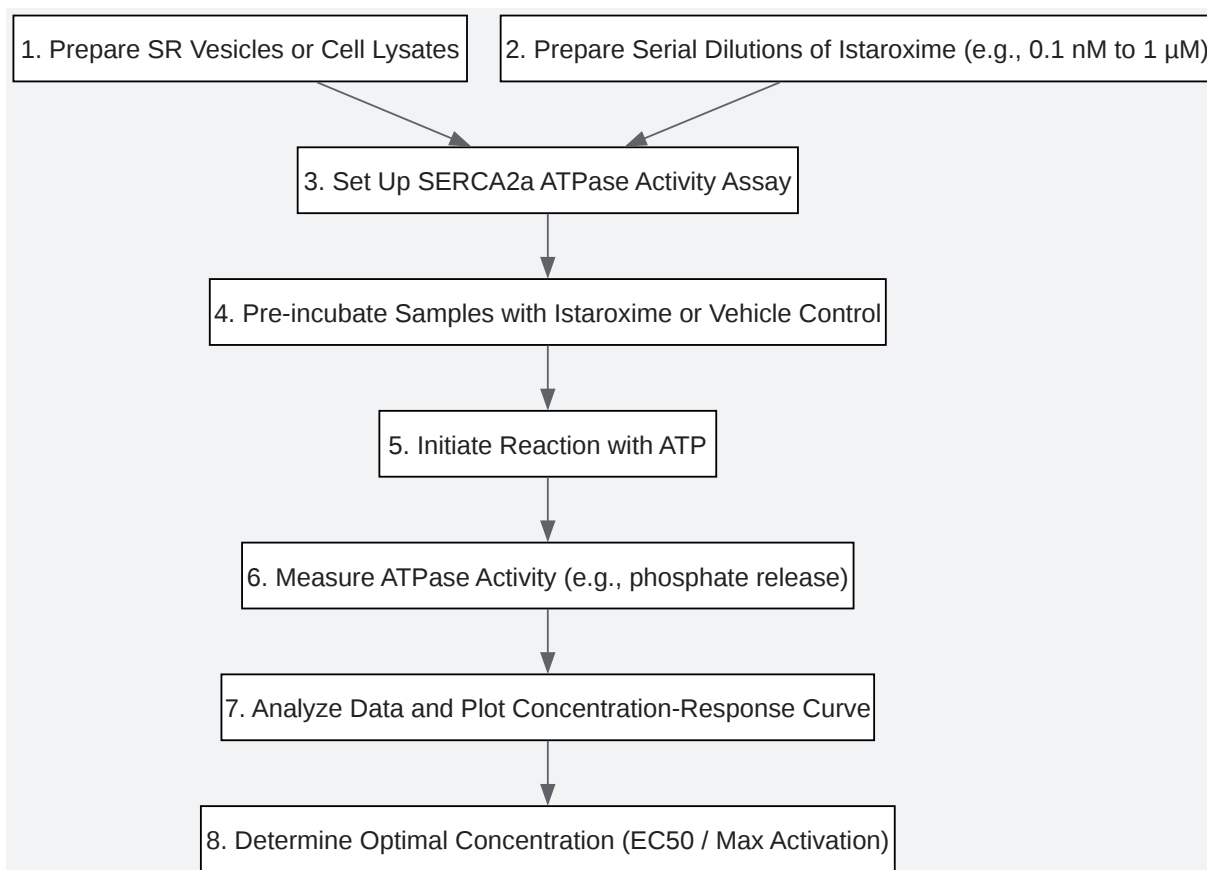 1. Prepare SR Vesicles or Cell Lysates
2. Prepare Serial Dilutions of Istaroxime (e.g., 0.1 nM to 1 µM)
3. Set Up SERCA2a ATPase Activity Assay
4. Pre-incubate Samples with Istaroxime or Vehicle Control
5. Initiate Reaction with ATP
6. Measure ATPase Activity (e.g., phosphate release)
7. Analyze Data and Plot Concentration-Response Curve
8. Determine Optimal Concentration (EC50 / Max Activation)